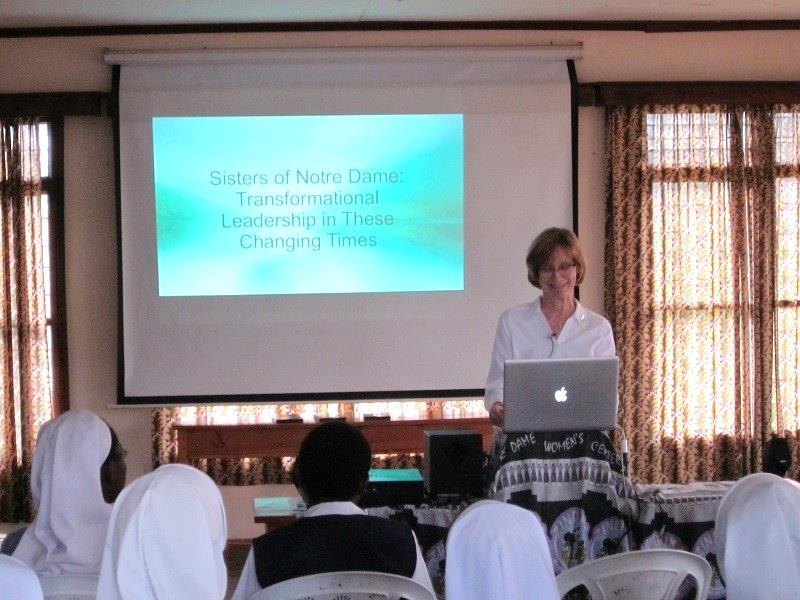 Sisters of Notre Dame:
Transformational
Leadership in These
Changing Times
DAME WOMEN'S